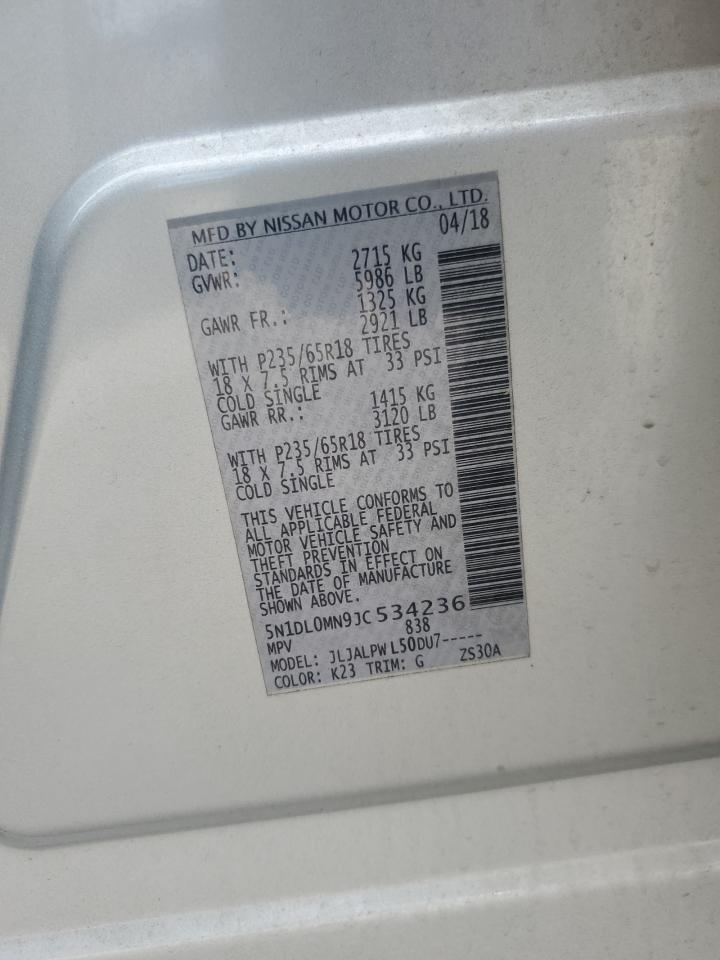 MFD BY NISSAN MOTOR CO., LTD.
DATE: 04/18
GVWR: 2715 KG
5986 LB
GAWR FR.: 1325 KG
2921 LB
WITH P235/65R18 TIRES
18 X 7.5 RIMS AT 33 PSI
COLD SINGLE
GAWR RR.: 1415 KG
3120 LB
WITH P235/65R18 TIRES
18 X 7.5 RIMS AT 33 PSI
COLD SINGLE
THIS VEHICLE CONFORMS TO
ALL APPLICABLE FEDERAL
MOTOR VEHICLE SAFETY AND
THEFT PREVENTION
STANDARDS IN EFFECT ON
THE DATE OF MANUFACTURE
SHOWN ABOVE.
5N1DL0MN9JC534236
MPV 838
MODEL: JLJALPWL50DU7-----
COLOR: K23 TRIM: G ZS30A